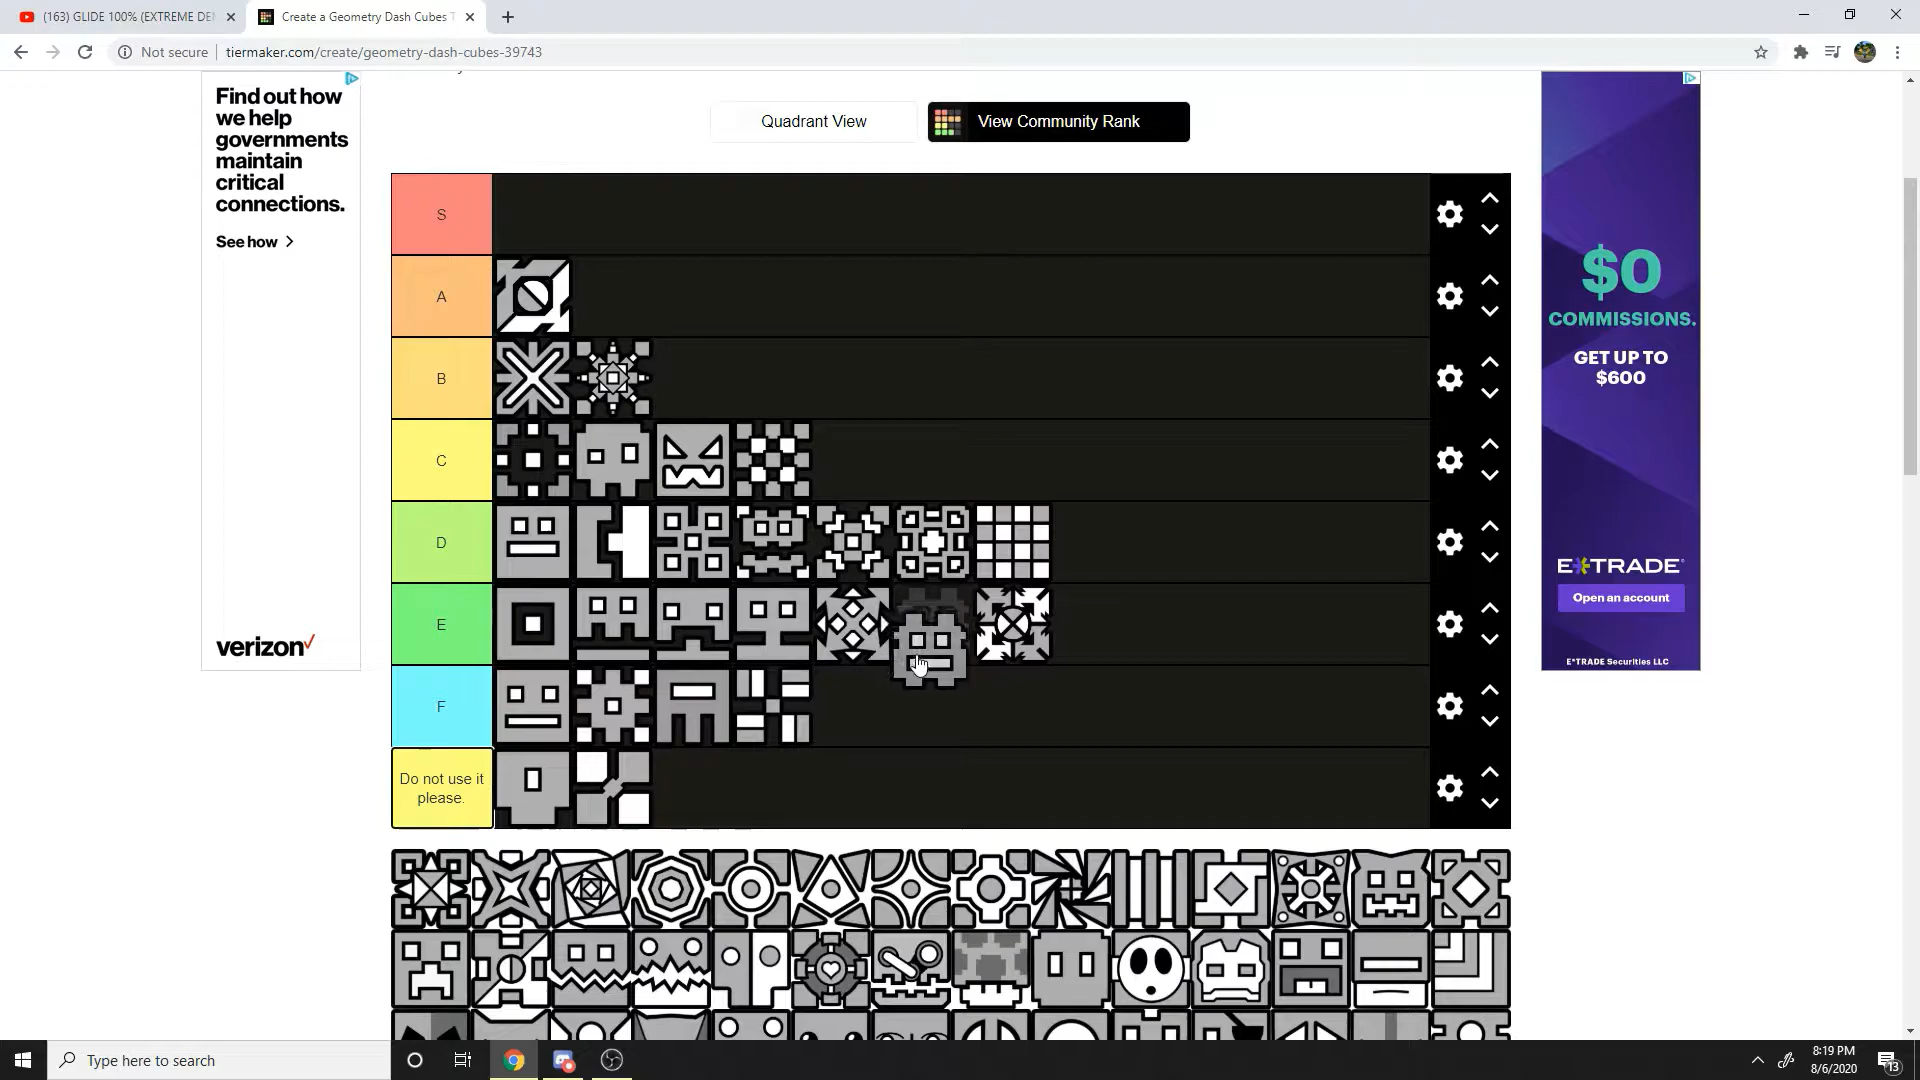 (163) GLIDE 100% (EXTREME DEM
Create a Geometry Dash Cubes T
Not secure
tiermaker.com/create/geometry-dash-cubes-39743
Find out how
we help
governments
maintain
critical
connections.
See how
verizon
Quadrant View
View Community Rank
S
A
B
C
D
E
F
Do not use it
please.
$0
COMMISSIONS.
GET UP TO
$600
E*TRADE
Open an account
E*TRADE Securities LLC
Type here to search
8:19 PM
8/6/2020
13